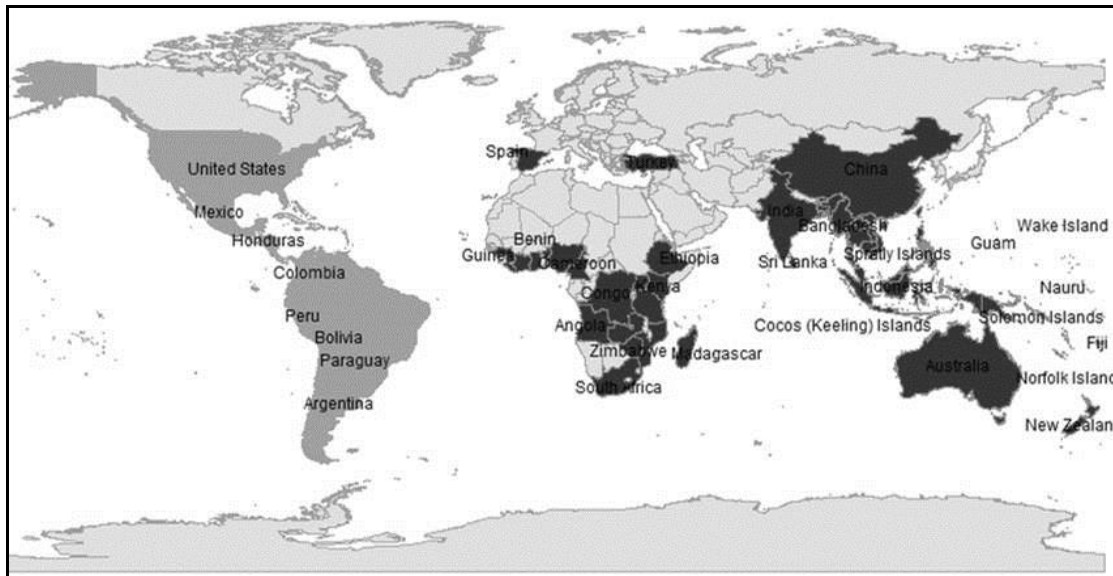 Spain
Turkey
China
United States
India
Mexico
Bangladesh
Wake Island
Honduras
Benin
Guam
Guinea
Cameroon
Ethiopia
Sri Lanka
Spratly Islands
Colombia
Congo
Kenya
Indonesia
Nauru
Peru
Solomon Islands
Angola
Cocos (Keeling) Islands
Bolivia
Fiji
Zimbabwe
Madagascar
Paraguay
Australia
Norfolk Island
South Africa
Argentina
New Zealan